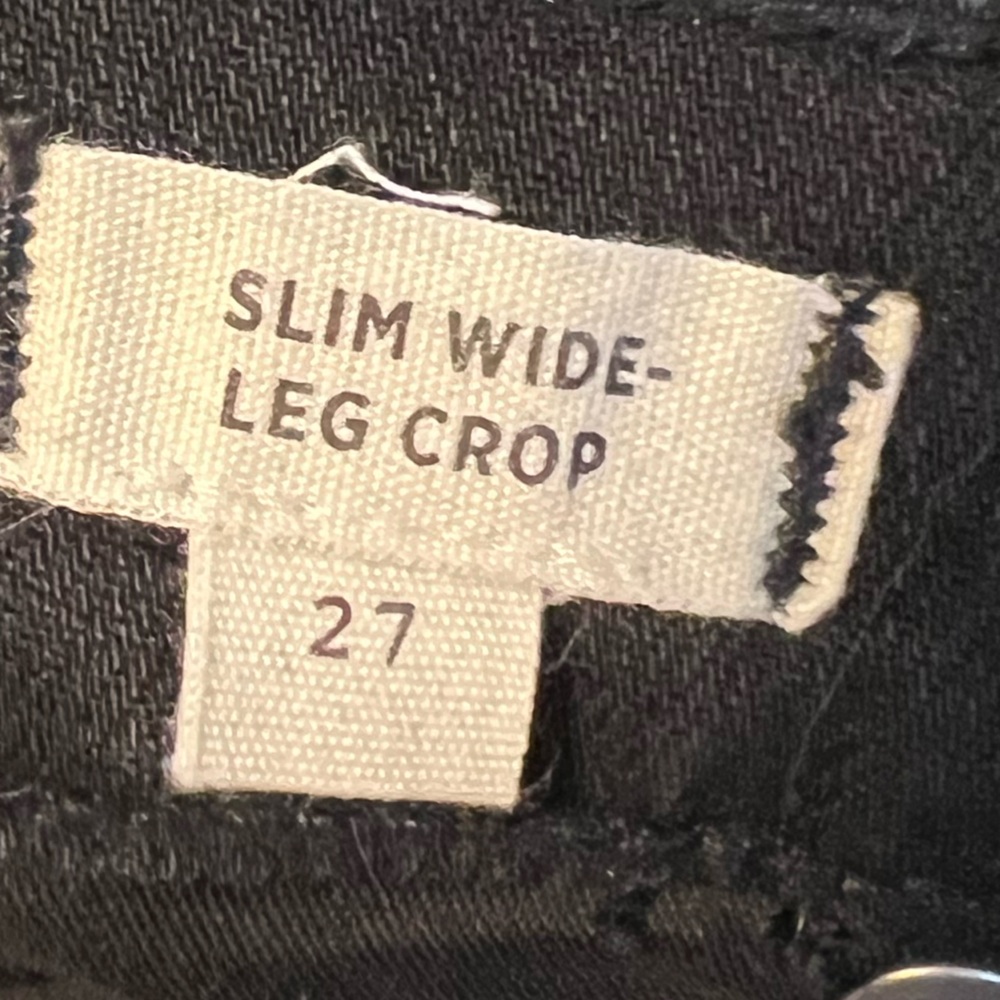 SLIM WIDE-
LEG CROP
27